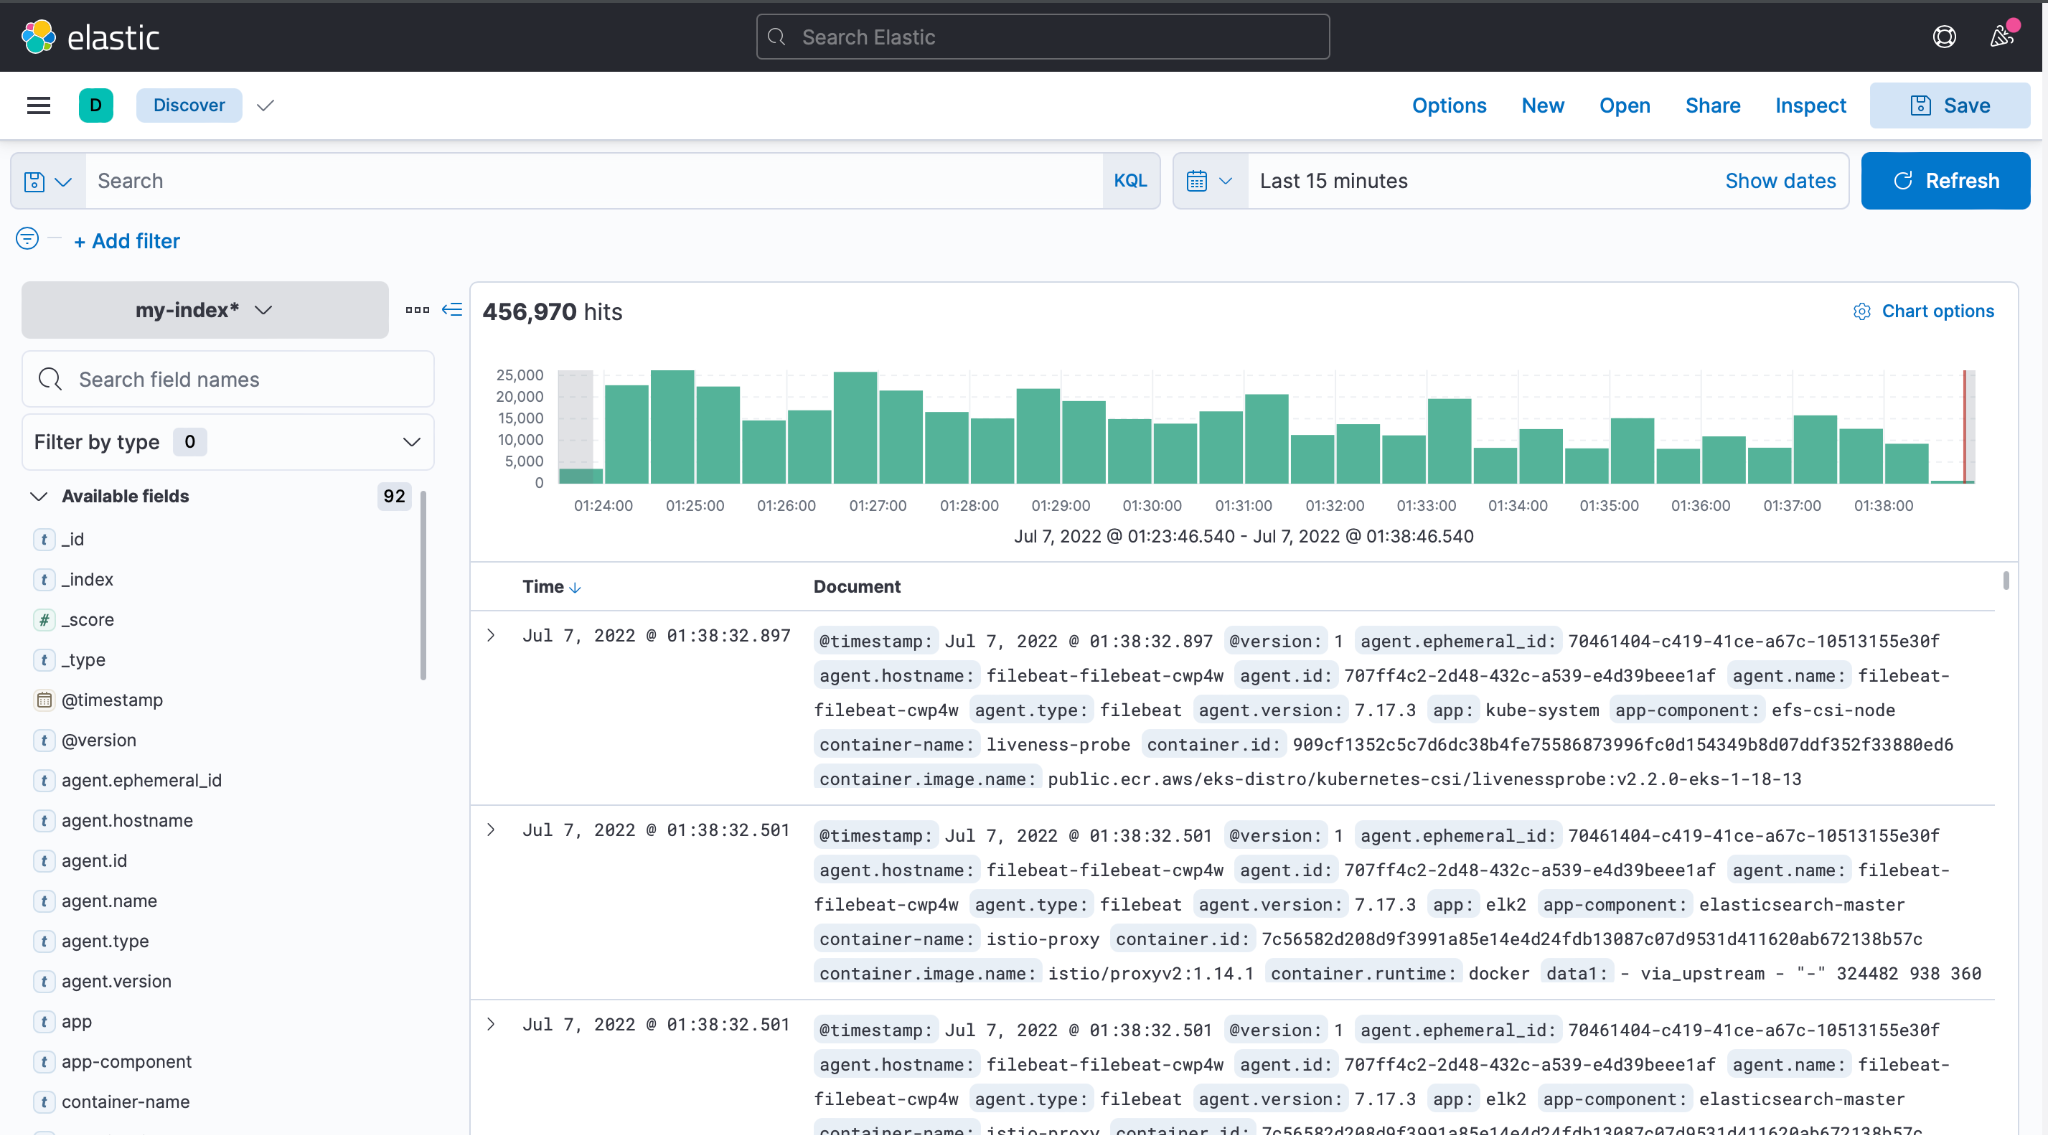 elastic
Search Elastic
D
Discover
Options
New
Open
Share
Inspect
Save
Search
KQL
Last 15 minutes
Show dates
Refresh
+ Add filter
my-index*
Search field names
Filter by type 0
Available fields 92
t _id
t _index
# _score
t _type
@timestamp
t @version
t agent.ephemeral_id
t agent.hostname
t agent.id
t agent.name
t agent.type
t agent.version
t app
t app-component
t container-name
456,970 hits
Chart options
25,000
20,000
15,000
10,000
5,000
0
01:24:00 01:25:00 01:26:00 01:27:00 01:28:00 01:29:00 01:30:00 01:31:00 01:32:00 01:33:00 01:34:00 01:35:00 01:36:00 01:37:00 01:38:00
Jul 7, 2022 @ 01:23:46.540 - Jul 7, 2022 @ 01:38:46.540
Time Document
Jul 7, 2022 @ 01:38:32.897
@timestamp: Jul 7, 2022 @ 01:38:32.897 @version: 1 agent.ephemeral_id: 70461404-c419-41ce-a67c-10513155e30f
agent.hostname: filebeat-filebeat-cwp4w agent.id: 707ff4c2-2d48-432c-a539-e4d39beee1af agent.name: filebeat-
filebeat-cwp4w agent.type: filebeat agent.version: 7.17.3 app: kube-system app-component: efs-csi-node
container-name: liveness-probe container.id: 909cf1352c5c7d6dc38b4fe75586873996fc0d154349b8d07ddf352f33880ed6
container.image.name: public.ecr.aws/eks-distro/kubernetes-csi/livenessprobe:v2.2.0-eks-1-18-13
Jul 7, 2022 @ 01:38:32.501
@timestamp: Jul 7, 2022 @ 01:38:32.501 @version: 1 agent.ephemeral_id: 70461404-c419-41ce-a67c-10513155e30f
agent.hostname: filebeat-filebeat-cwp4w agent.id: 707ff4c2-2d48-432c-a539-e4d39beee1af agent.name: filebeat-
filebeat-cwp4w agent.type: filebeat agent.version: 7.17.3 app: elk2 app-component: elasticsearch-master
container-name: istio-proxy container.id: 7c56582d208d9f3991a85e14e4d24fdb13087c07d9531d411620ab672138b57c
container.image.name: istio/proxyv2:1.14.1 container.runtime: docker data1: - via_upstream - "-" 324482 938 360
Jul 7, 2022 @ 01:38:32.501
@timestamp: Jul 7, 2022 @ 01:38:32.501 @version: 1 agent.ephemeral_id: 70461404-c419-41ce-a67c-10513155e30f
agent.hostname: filebeat-filebeat-cwp4w agent.id: 707ff4c2-2d48-432c-a539-e4d39beee1af agent.name: filebeat-
filebeat-cwp4w agent.type: filebeat agent.version: 7.17.3 app: elk2 app-component: elasticsearch-master
container-name: istio-proxy container.id: 7c56582d208d9f3991a85e14e4d24fdb13087c07d9531d411620ab672138b57c